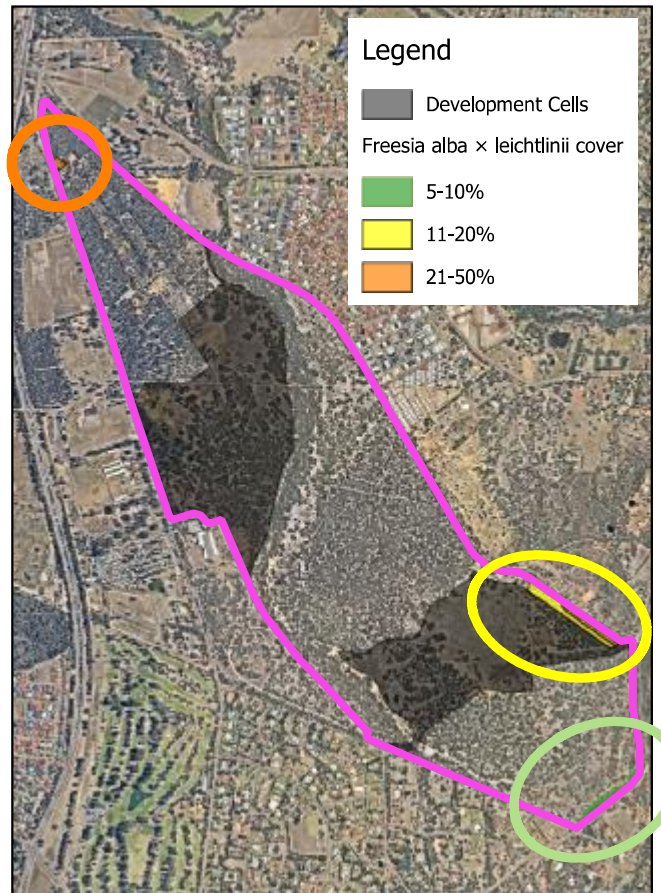 Legend
Development Cells
Freesia alba × leichtlinii cover
5-10%
11-20%
21-50%